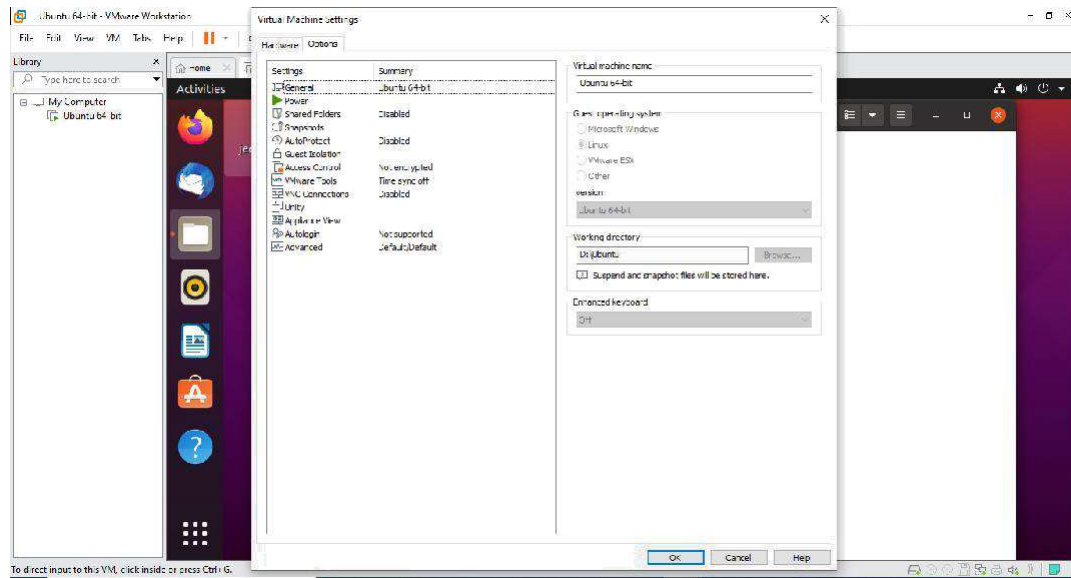 Ubuntu 64-bit - VMware Workstation
File Edit View VM Tabs Help
Library
Type here to search
My Computer
Ubuntu 64-bit
Home
Activities
Virtual Machine Settings
Hardware Options
Settings Summary
General Ubuntu 64-bit
Power
Shared Folders Disabled
Snapshots
AutoProtect Disabled
Guest Isolation
Access Control Not encrypted
VMware Tools Time sync off
VNC Connections Disabled
Unity
Appliance View
Autologin Not supported
Advanced Default/Default
Virtual machine name
Ubuntu 64-bit
Guest operating system
Microsoft Windows
Linux
VMware ESX
Other
Version:
Ubuntu 64-bit
Working directory
D:\Ubuntu
Browse...
Suspend and snapshot files will be stored here.
Enhanced keyboard
Off
OK Cancel Help
To direct input to this VM, click inside or press Ctrl+G.